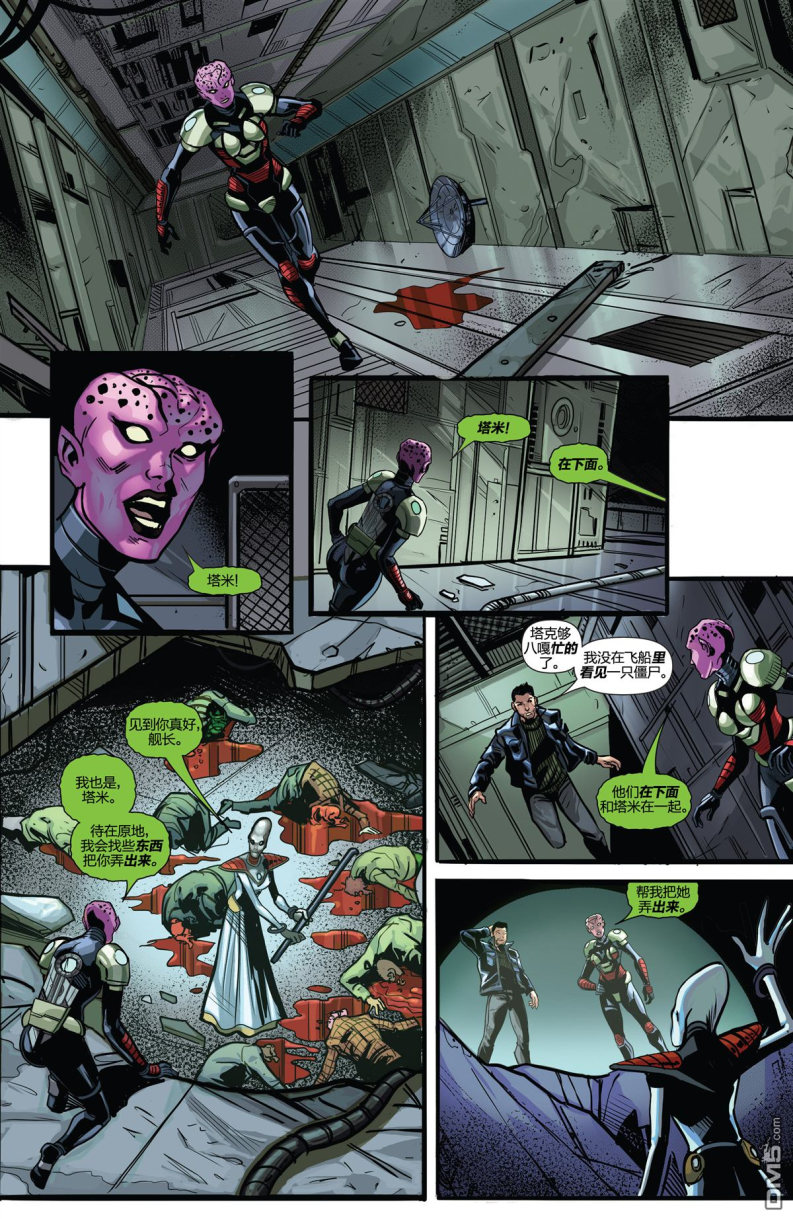 塔米！
塔米！
在下面。
见到你真好，
舰长。
我也是，
塔米。
待在原地，
我会找些东西
把你弄出来。
塔克够
八嘎忙的
了。
我没在飞船里
看见一只僵尸。
他们在下面
和塔米在一起。
帮我把她
弄出来。
DM5.com